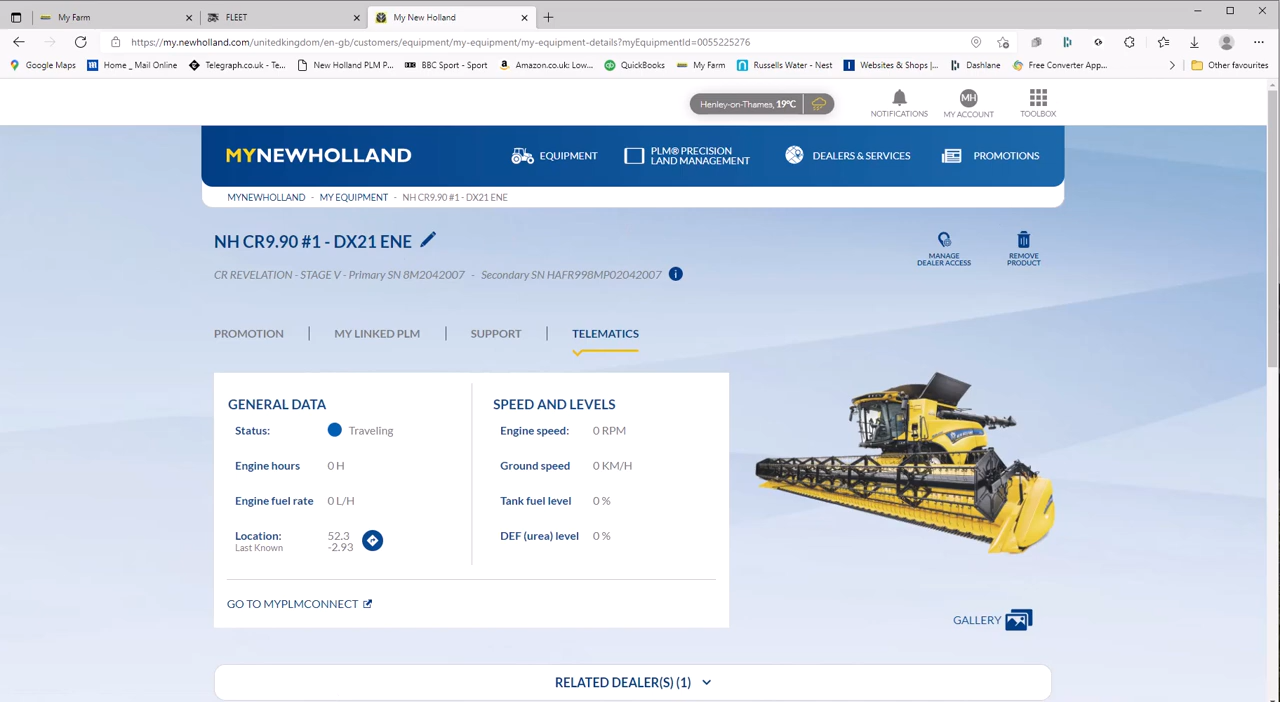 My Farm
FLEET
My New Holland
https://my.newholland.com/unitedkingdom/en-gb/customers/equipment/my-equipment/my-equipment-details?myEquipmentId=0055225276
Google Maps
Home _ Mail Online
Telegraph.co.uk - Te...
New Holland PLM P...
BBC Sport - Sport
Amazon.co.uk: Low...
QuickBooks
My Farm
Russells Water - Nest
Websites & Shops |...
Dashlane
Free Converter App...
Other favourites
Henley-on-Thames, 19°C
NOTIFICATIONS
MH
MY ACCOUNT
TOOLBOX
MYNEWHOLLAND
EQUIPMENT
PLM® PRECISION
LAND MANAGEMENT
DEALERS & SERVICES
PROMOTIONS
MYNEWHOLLAND - MY EQUIPMENT - NH CR9.90 #1 - DX21 ENE
NH CR9.90 #1 - DX21 ENE
CR REVELATION - STAGE V - Primary SN 8M2042007 - Secondary SN HAFR998MP02042007
MANAGE
DEALER ACCESS
REMOVE
PRODUCT
PROMOTION
MY LINKED PLM
SUPPORT
TELEMATICS
GENERAL DATA
Status: Traveling
Engine hours 0 H
Engine fuel rate 0 L/H
Location: 52.3
Last Known -2.93
SPEED AND LEVELS
Engine speed: 0 RPM
Ground speed 0 KM/H
Tank fuel level 0 %
DEF (urea) level 0 %
GO TO MYPLMCONNECT
GALLERY
RELATED DEALER(S) (1)